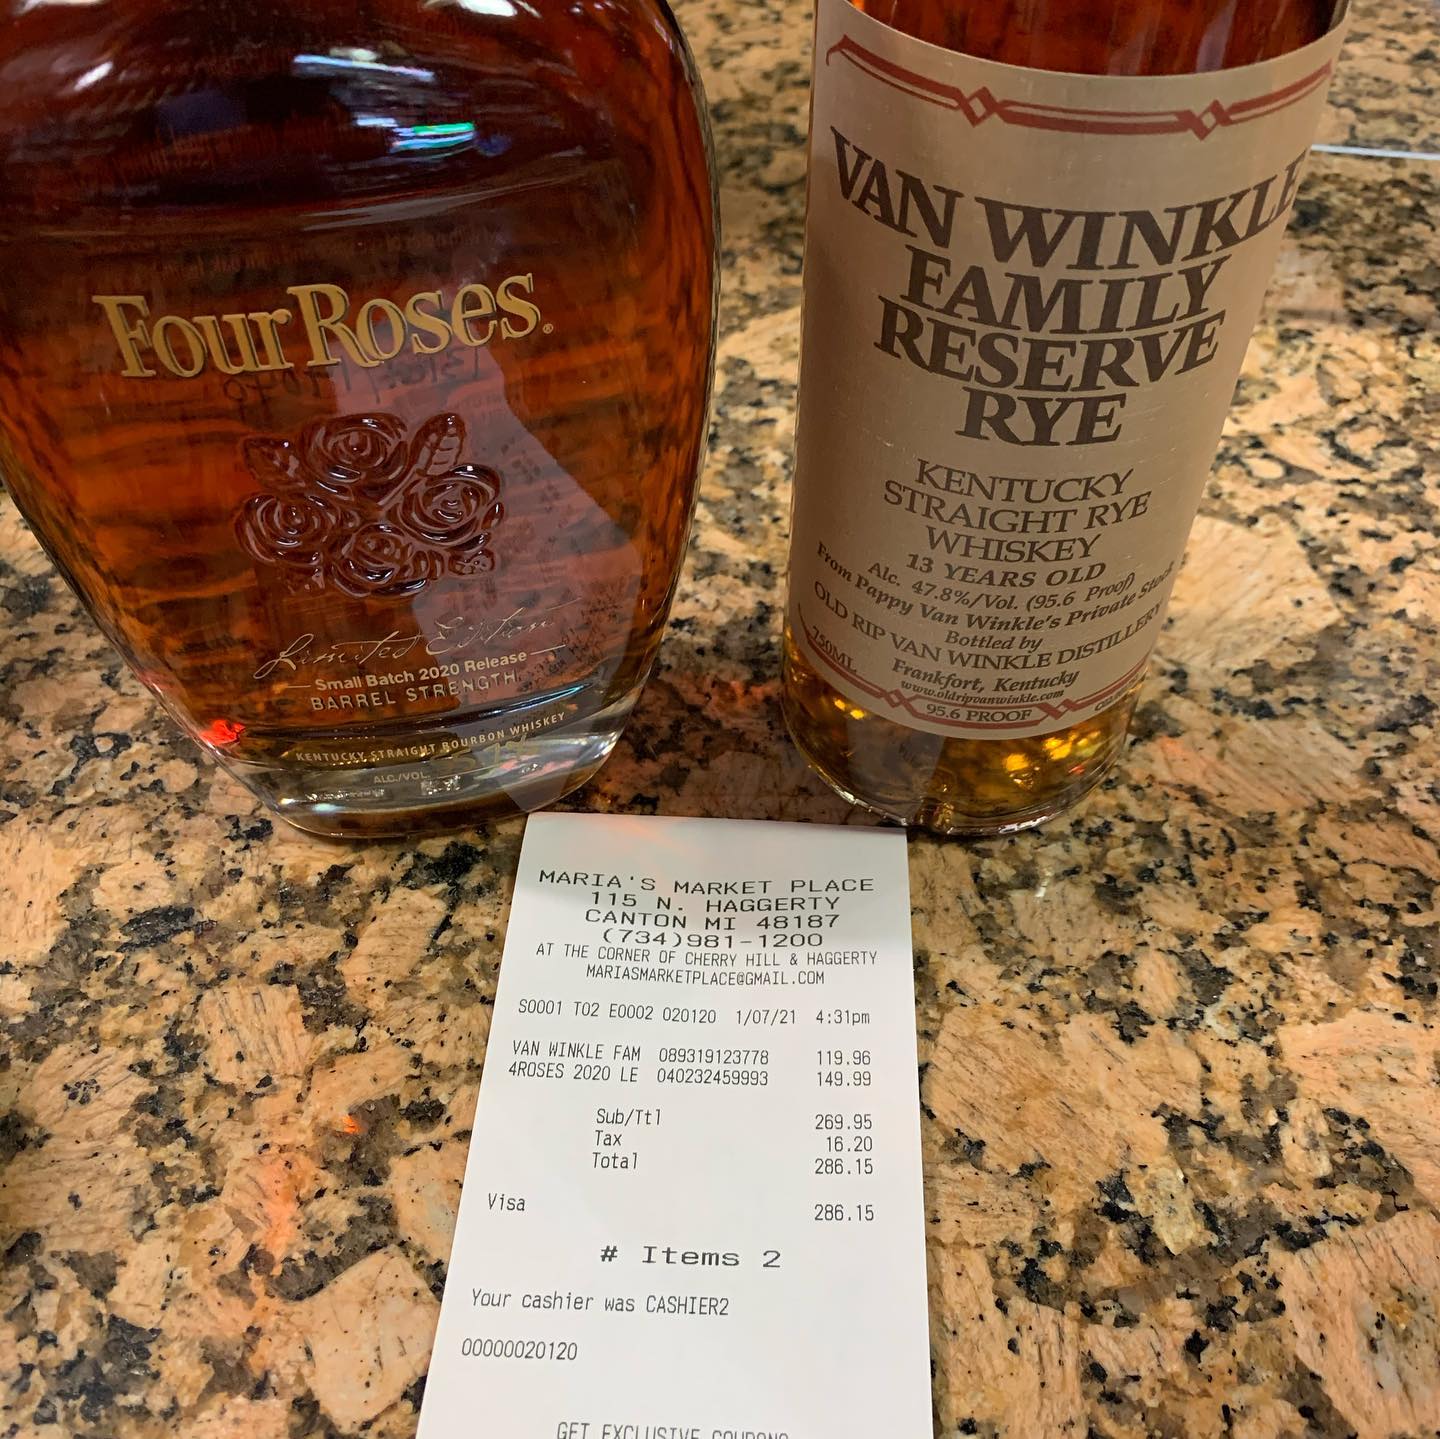 Four Roses®
Limited Edition
Small Batch 2020 Release
BARREL STRENGTH
KENTUCKY STRAIGHT BOURBON WHISKEY
ALC./VOL.
VAN WINKLE
FAMILY
RESERVE
RYE
KENTUCKY
STRAIGHT RYE
WHISKEY
13 YEARS OLD
Alc. 47.8%/Vol. (95.6 Proof)
From Pappy Van Winkle's Private Stock
Bottled by
OLD RIP VAN WINKLE DISTILLERY
Frankfort, Kentucky
www.oldripvanwinkle.com
750ML
95.6 PROOF
MARIA'S MARKET PLACE
115 N. HAGGERTY
CANTON MI 48187
(734)981-1200
AT THE CORNER OF CHERRY HILL & HAGGERTY
MARIASMARKETPLACE@GMAIL.COM
S0001 T02 E0002 020120 1/07/21 4:31pm
VAN WINKLE FAM 089319123778 119.96
4ROSES 2020 LE 040232459993 149.99
Sub/Ttl 269.95
Tax 16.20
Total 286.15
Visa 286.15
# Items 2
Your cashier was CASHIER2
00000020120
GET EXCLUSIVE COUPONS